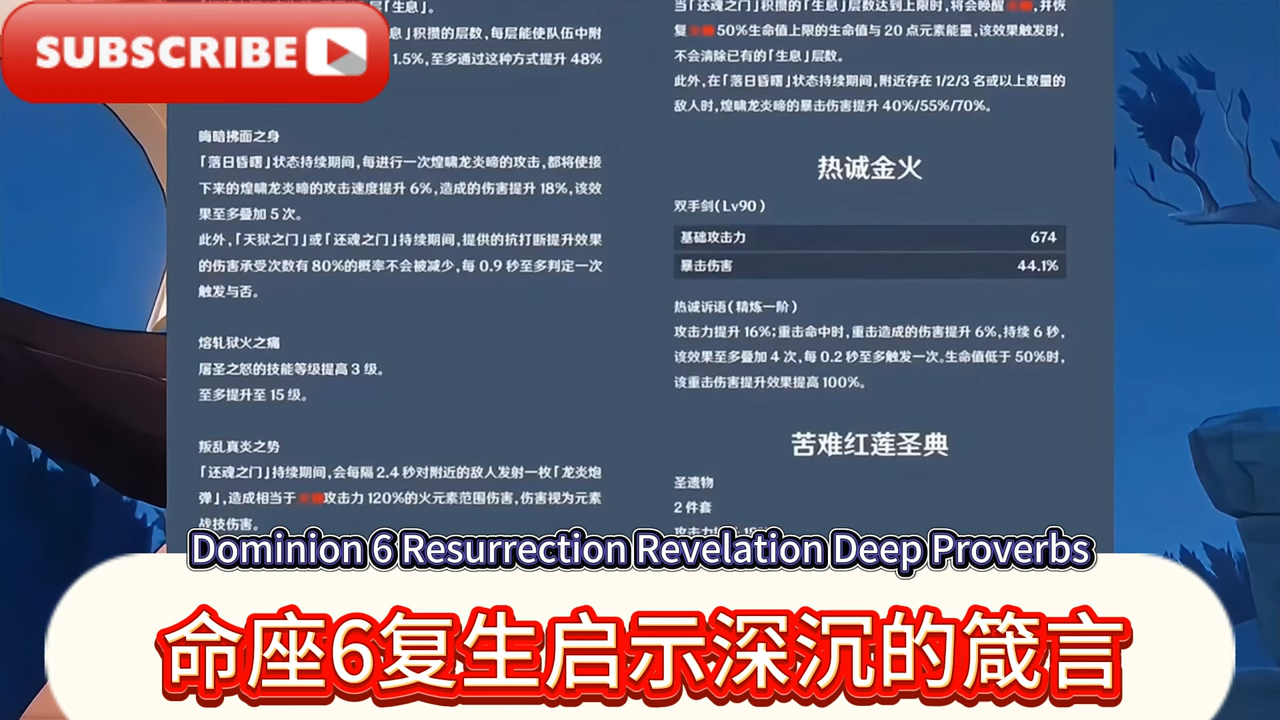 SUBSCRIBE
层「生息」。
息」积攒的层数，每层能使队伍中附
1.5%，至多通过这种方式提升 48%
晦暗拂面之身
「落日昏曙」状态持续期间，每进行一次煌啸龙炎啼的攻击，都将使接
下来的煌啸龙炎啼的攻击速度提升 6%，造成的伤害提升 18%，该效
果至多叠加 5 次。
此外，「天狱之门」或「还魂之门」持续期间，提供的抗打断提升效果
的伤害承受次数有 80%的概率不会被减少，每 0.9 秒至多判定一次
触发与否。
熔轧狱火之痛
屠圣之怒的技能等级提高 3 级。
至多提升至 15 级。
叛乱真炎之势
「还魂之门」持续期间，会每隔 2.4 秒对附近的敌人发射一枚「龙炎炮
弹」，造成相当于 攻击力 120%的火元素范围伤害，伤害视为元素
战技伤害。
当「还魂之门」积攒的「生息」层数达到上限时，将会唤醒 ，并恢
复 50%生命值上限的生命值与 20 点元素能量，该效果触发时，
不会清除已有的「生息」层数。
此外，在「落日昏曙」状态持续期间，附近存在 1/2/3 名或以上数量的
敌人时，煌啸龙炎啼的暴击伤害提升 40%/55%/70%。
热诚金火
双手剑（Lv90）
基础攻击力 674
暴击伤害 44.1%
热诚诉语（精炼一阶）
攻击力提升 16%；重击命中时，重击造成的伤害提升 6%，持续 6 秒，
该效果至多叠加 4 次，每 0.2 秒至多触发一次。生命值低于 50%时，
该重击伤害提升效果提高 100%。
苦难红莲圣典
圣遗物
2 件套
Dominion 6 Resurrection Revelation Deep Proverbs
命座6复生启示深沉的箴言